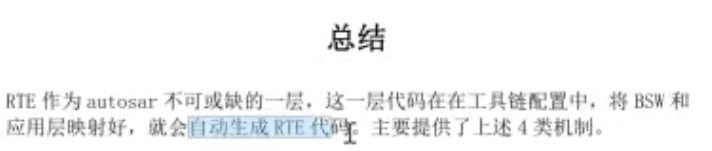 总结
RTE 作为 autosar 不可或缺的一层，这一层代码在在工具链配置中，将 BSW 和
应用层映射好，就会自动生成 RTE 代码。主要提供了上述 4 类机制。